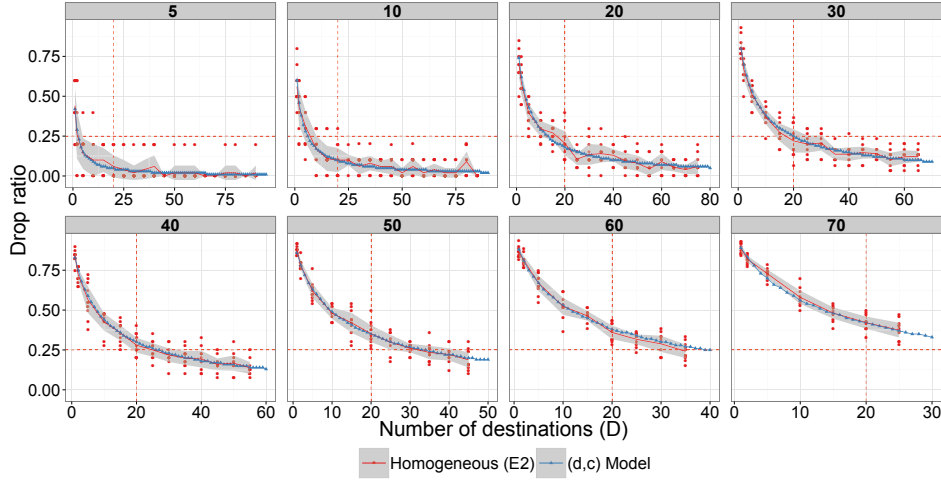 5 10 20 30
0.75
0.50
0.25
0.00
0 25 50 75 0 25 50 75 0 20 40 60 80 0 20 40 60
Drop ratio
40 50 60 70
0.75
0.50
0.25
0.00
0 20 40 60 0 10 20 30 40 50 0 10 20 30 40 0 10 20 30
Number of destinations (D)
Homogeneous (E2) (d,c) Model